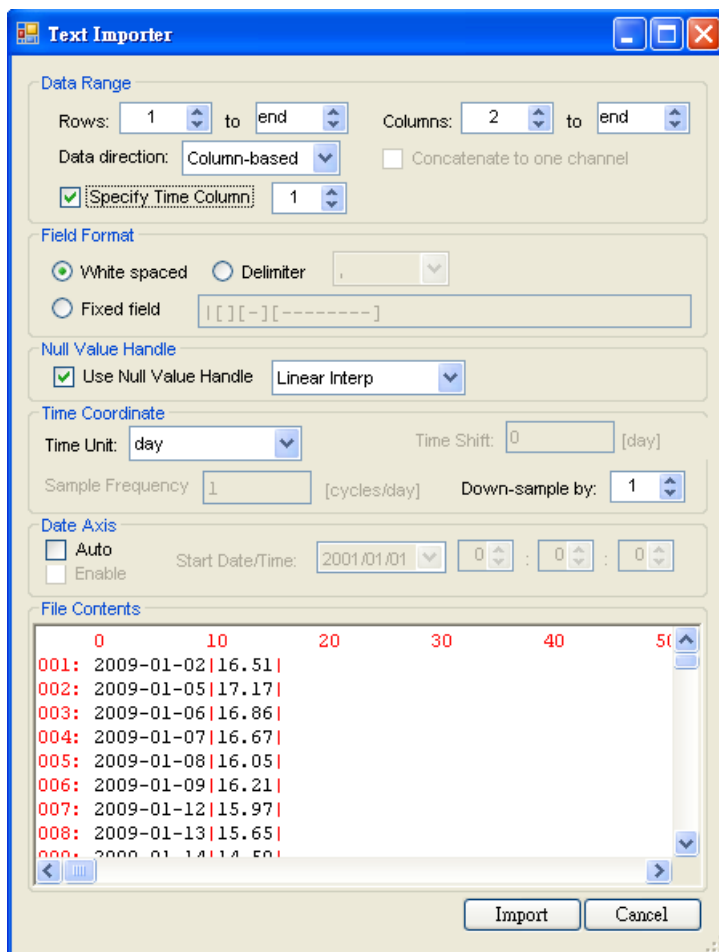 Text Importer
Data Range
Rows: 1 to end Columns: 2 to end
Data direction: Column-based Concatenate to one channel
Specify Time Column 1
Field Format
White spaced Delimiter ,
Fixed field |[][-][--------]
Null Value Handle
Use Null Value Handle Linear Interp
Time Coordinate
Time Unit: day Time Shift: 0 [day]
Sample Frequency 1 [cycles/day] Down-sample by: 1
Date Axis
Auto
Enable
Start Date/Time: 2001/01/01 0 : 0 : 0
File Contents
0 10 20 30 40 50
001: 2009-01-02|16.51|
002: 2009-01-05|17.17|
003: 2009-01-06|16.86|
004: 2009-01-07|16.67|
005: 2009-01-08|16.05|
006: 2009-01-09|16.21|
007: 2009-01-12|15.97|
008: 2009-01-13|15.65|
Import Cancel